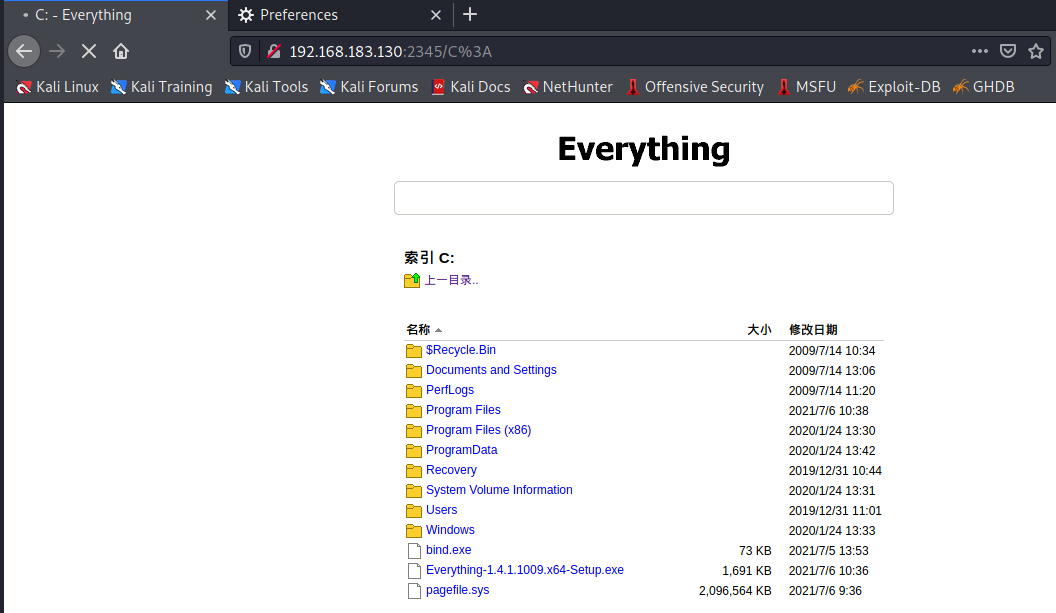 C: - Everything
Preferences
192.168.183.130:2345/C%3A
Kali Linux Kali Training Kali Tools Kali Forums Kali Docs NetHunter Offensive Security MSFU Exploit-DB GHDB
Everything
索引 C:
上一目录..
名称 大小 修改日期
$Recycle.Bin 2009/7/14 10:34
Documents and Settings 2009/7/14 13:06
PerfLogs 2009/7/14 11:20
Program Files 2021/7/6 10:38
Program Files (x86) 2020/1/24 13:30
ProgramData 2020/1/24 13:42
Recovery 2019/12/31 10:44
System Volume Information 2020/1/24 13:31
Users 2019/12/31 11:01
Windows 2020/1/24 13:33
bind.exe 73 KB 2021/7/5 13:53
Everything-1.4.1.1009.x64-Setup.exe 1,691 KB 2021/7/6 10:36
pagefile.sys 2,096,564 KB 2021/7/6 9:36